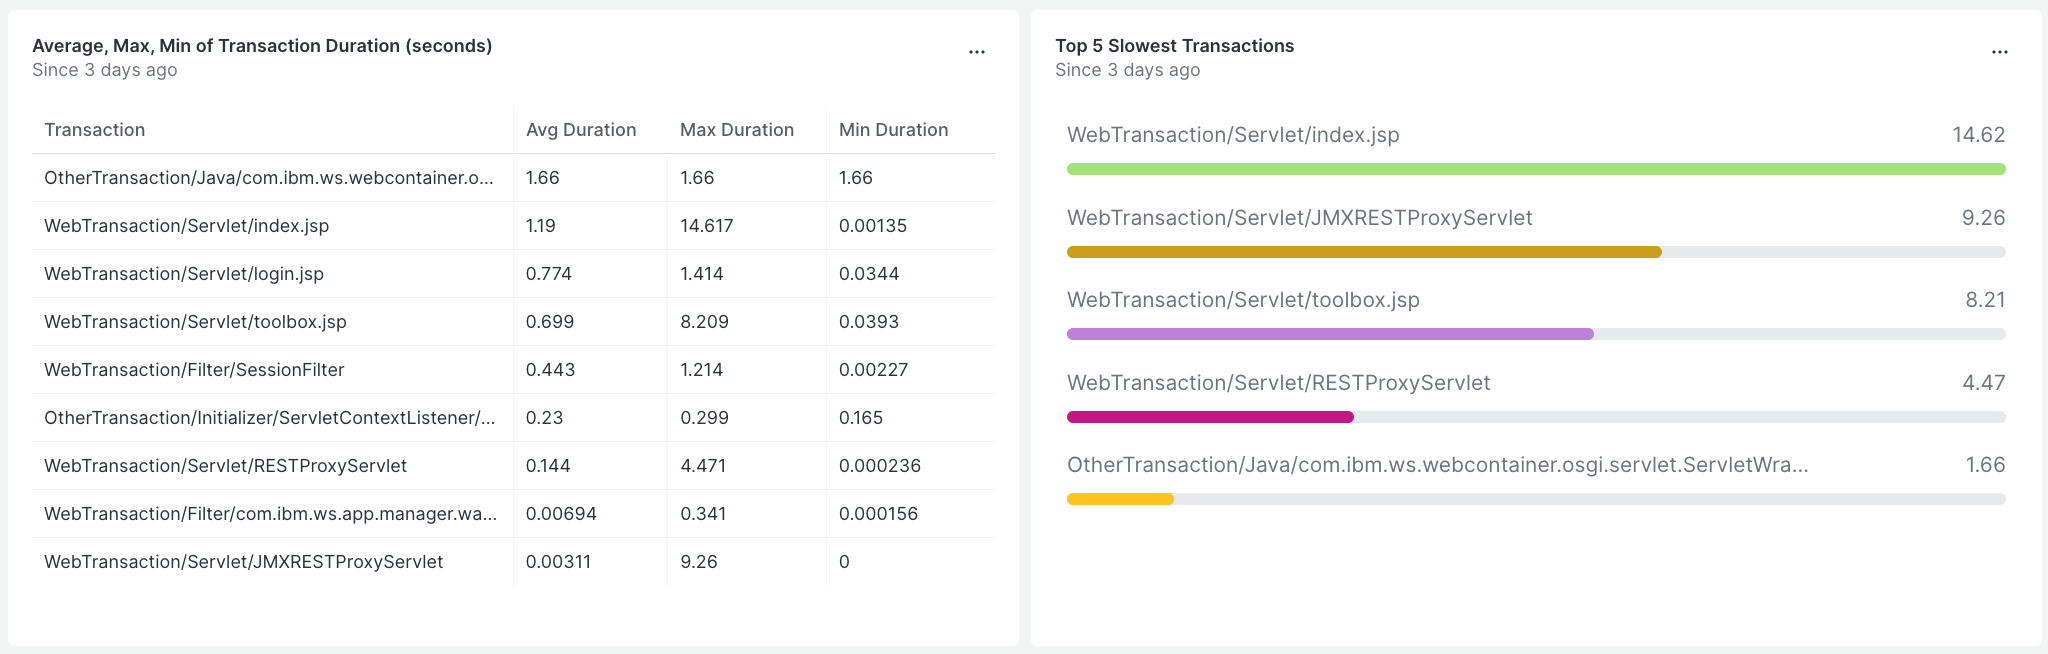 Average, Max, Min of Transaction Duration (seconds)
Since 3 days ago
Transaction Avg Duration Max Duration Min Duration
OtherTransaction/Java/com.ibm.ws.webcontainer.o... 1.66 1.66 1.66
WebTransaction/Servlet/index.jsp 1.19 14.617 0.00135
WebTransaction/Servlet/login.jsp 0.774 1.414 0.0344
WebTransaction/Servlet/toolbox.jsp 0.699 8.209 0.0393
WebTransaction/Filter/SessionFilter 0.443 1.214 0.00227
OtherTransaction/Initializer/ServletContextListener/... 0.23 0.299 0.165
WebTransaction/Servlet/RESTProxyServlet 0.144 4.471 0.000236
WebTransaction/Filter/com.ibm.ws.app.manager.wa... 0.00694 0.341 0.000156
WebTransaction/Servlet/JMXRESTProxyServlet 0.00311 9.26 0
Top 5 Slowest Transactions
Since 3 days ago
WebTransaction/Servlet/index.jsp 14.62
WebTransaction/Servlet/JMXRESTProxyServlet 9.26
WebTransaction/Servlet/toolbox.jsp 8.21
WebTransaction/Servlet/RESTProxyServlet 4.47
OtherTransaction/Java/com.ibm.ws.webcontainer.osgi.servlet.ServletWra... 1.66